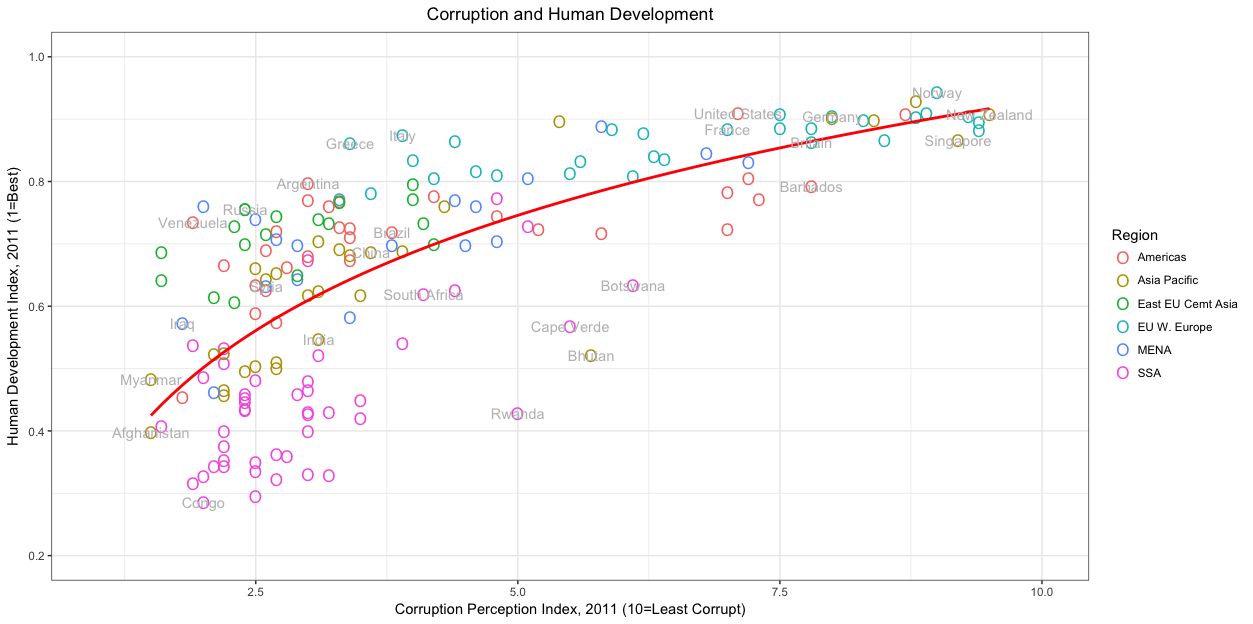 Corruption and Human Development
Human Development Index, 2011 (1=Best)
1.0
0.8
0.6
0.4
0.2
Norway
United States
Germany
New Zealand
France
Italy
Greece
Britain
Singapore
Argentina
Barbados
Russia
Venezuela
Brazil
China
Syria
South Africa
Botswana
Iraq
Cape Verde
India
Bhutan
Myanmar
Rwanda
Afghanistan
Congo
2.5
5.0
7.5
10.0
Corruption Perception Index, 2011 (10=Least Corrupt)
Region
Americas
Asia Pacific
East EU Cemt Asia
EU W. Europe
MENA
SSA